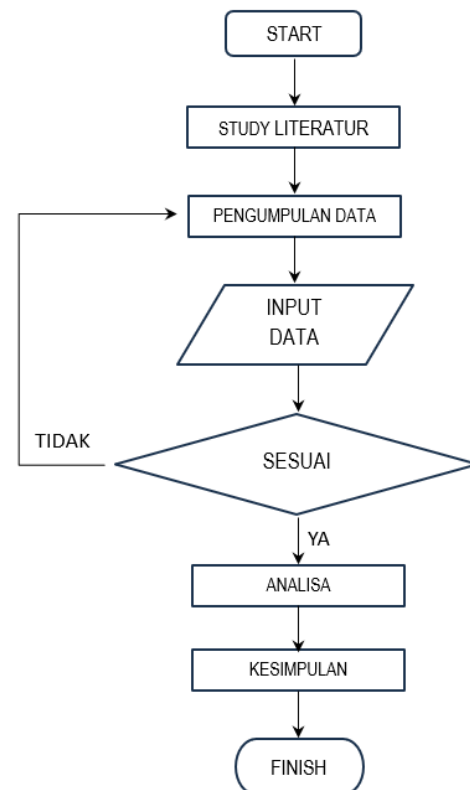 START
STUDY LITERATUR
PENGUMPULAN DATA
INPUT
DATA
TIDAK
SESUAI
YA
ANALISA
KESIMPULAN
FINISH